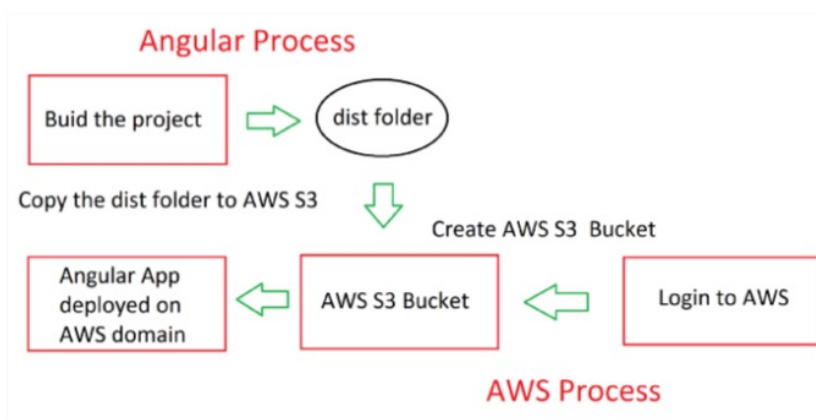 Angular Process
Buid the project
dist folder
Copy the dist folder to AWS S3
Create AWS S3 Bucket
Angular App
deployed on
AWS domain
AWS S3 Bucket
Login to AWS
AWS Process